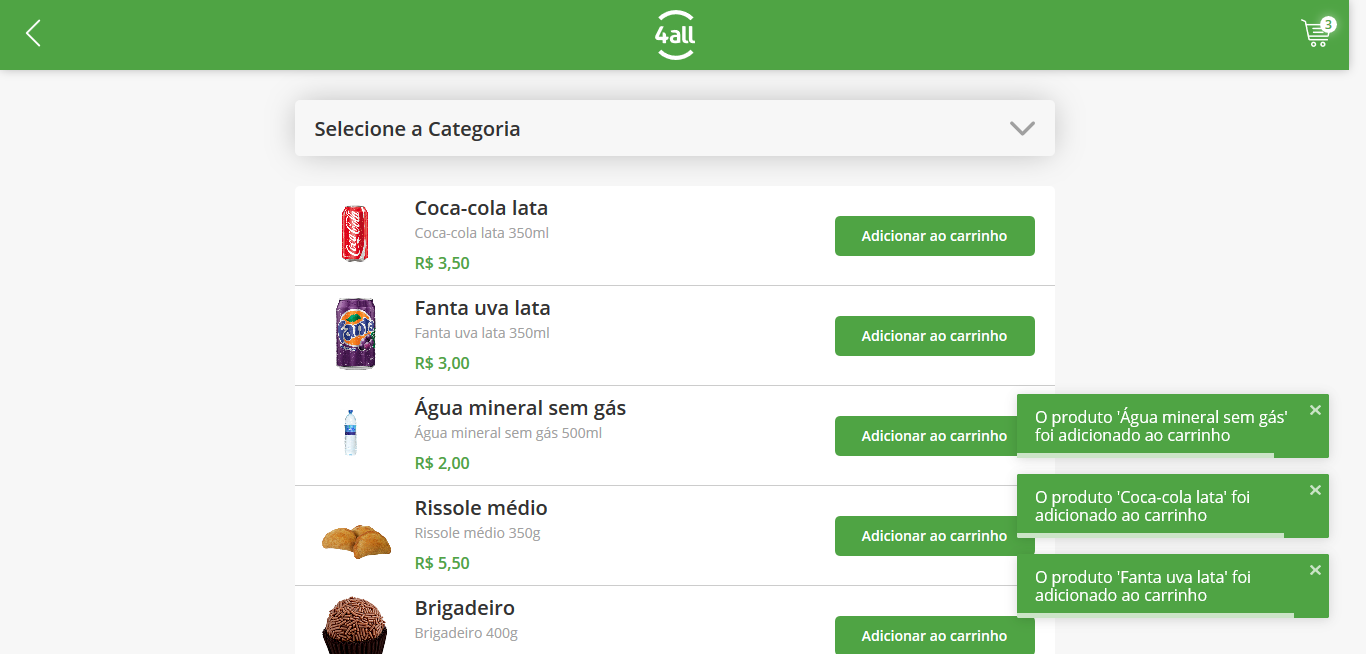 4all
3
Selecione a Categoria
Coca-cola lata
Coca-cola lata 350ml
R$ 3,50
Adicionar ao carrinho
Fanta uva lata
Fanta uva lata 350ml
R$ 3,00
Adicionar ao carrinho
Água mineral sem gás
Água mineral sem gás 500ml
R$ 2,00
Adicionar ao carrinho
Rissole médio
Rissole médio 350g
R$ 5,50
Adicionar ao carrinho
Brigadeiro
Brigadeiro 400g
Adicionar ao carrinho
O produto 'Água mineral sem gás'
foi adicionado ao carrinho
O produto 'Coca-cola lata' foi
adicionado ao carrinho
O produto 'Fanta uva lata' foi
adicionado ao carrinho
Coca-Cola
Fanta